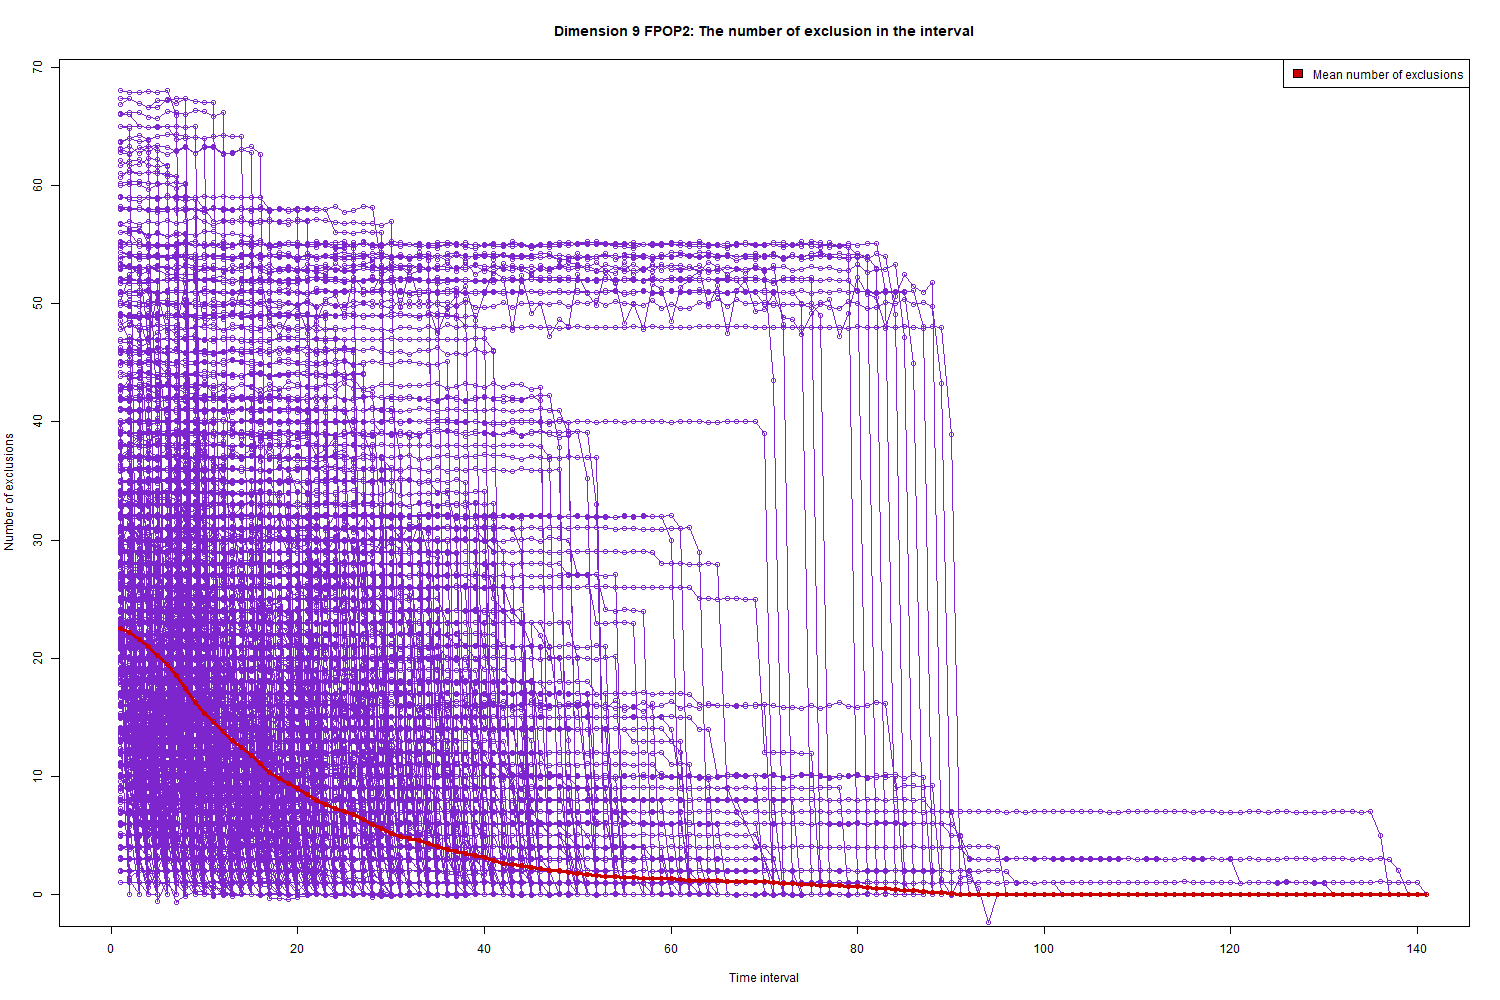 Dimension 9 FPOP2: The number of exclusion in the interval
Mean number of exclusions
Number of exclusions
70
60
50
40
30
20
10
0
0 20 40 60 80 100 120 140
Time interval